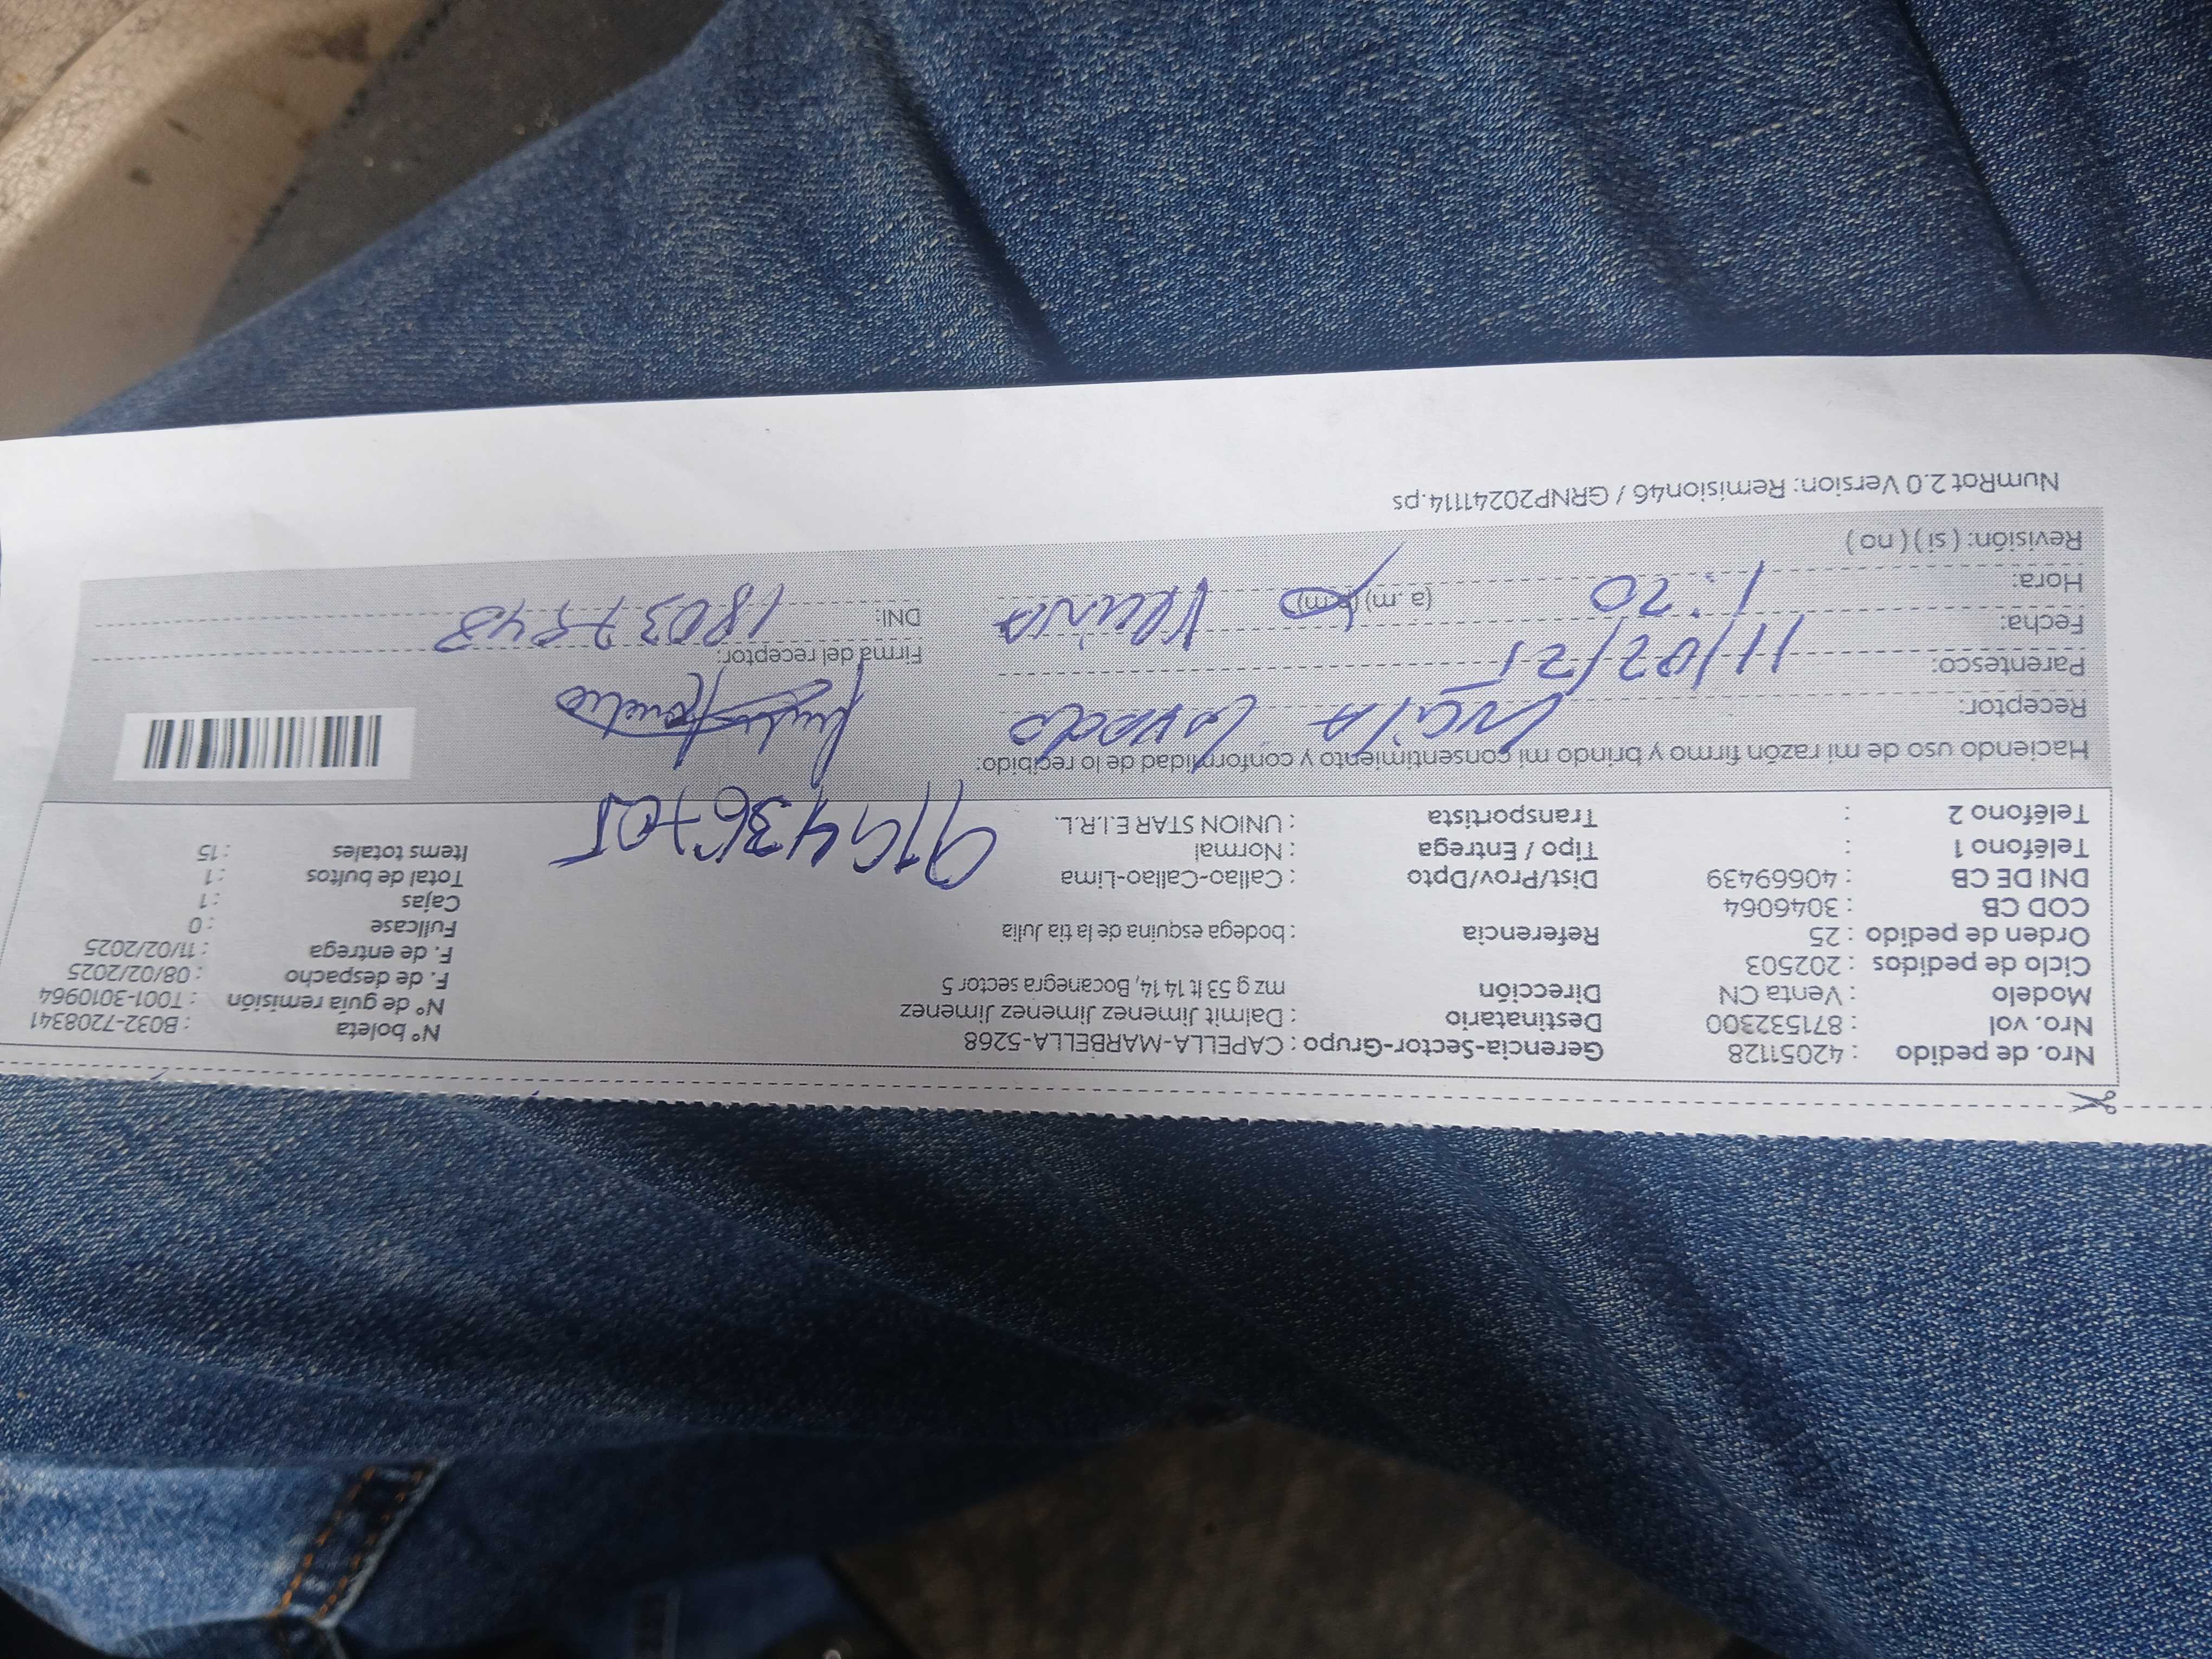 Nro. de pedido : 42051128 Gerencia-Sector-Grupo : CAPELLA-MARBELLA-5268 N° boleta : B032-7208341
Nro. vol : 871532300 Destinatario : Dalmit Jimenez Jimenez Jimenez N° de guía remisión : T001-3010964
Modelo : Venta CN Dirección mz g 53 lt 14 14, Bocanegra sector 5 F. de despacho : 08/02/2025
Ciclo de pedidos : 202503 F. de entrega : 11/02/2025
Orden de pedido : 25 Referencia : bodega esquina de la tia Julia Fullcase : 0
COD CB : 3046064 Cajas : 1
DNI DE CB : 40669439 Dist/Prov/Dpto : Callao-Callao-Lima Total de bultos : 1
Teléfono 1 : Tipo / Entrega : Normal Items totales : 15
Teléfono 2 : Transportista : UNION STAR E.I.R.L.
Haciendo uso de mi razón firmo y brindo mi consentimiento y conformidad de lo recibido:
Receptor:
Parentesco: Firma del receptor:
Fecha: 11/02/25 DNI:
Hora: 1:20 (a.m) (p.m)
Revisión: ( si ) ( no )
NumRot 2.0 Version: Remision46 / GRNP20241114.ps